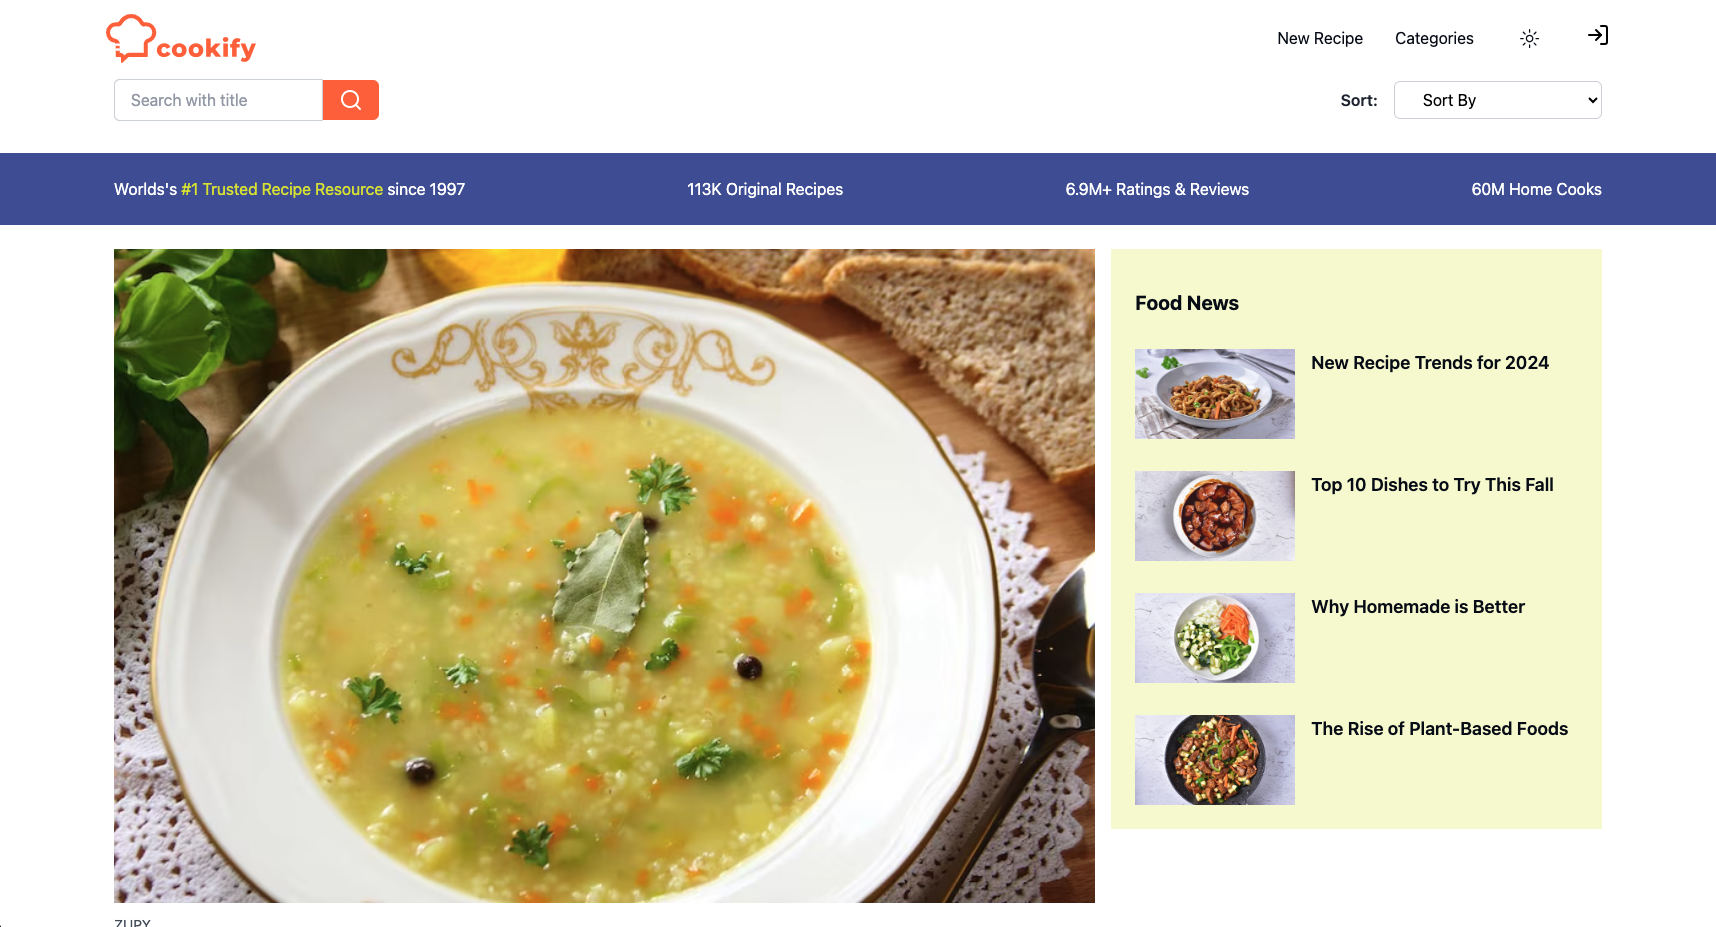 cookify
New Recipe
Categories
Search with title
Sort:
Sort By
Worlds's #1 Trusted Recipe Resource since 1997
113K Original Recipes
6.9M+ Ratings & Reviews
60M Home Cooks
Food News
New Recipe Trends for 2024
Top 10 Dishes to Try This Fall
Why Homemade is Better
The Rise of Plant-Based Foods
ZUPY